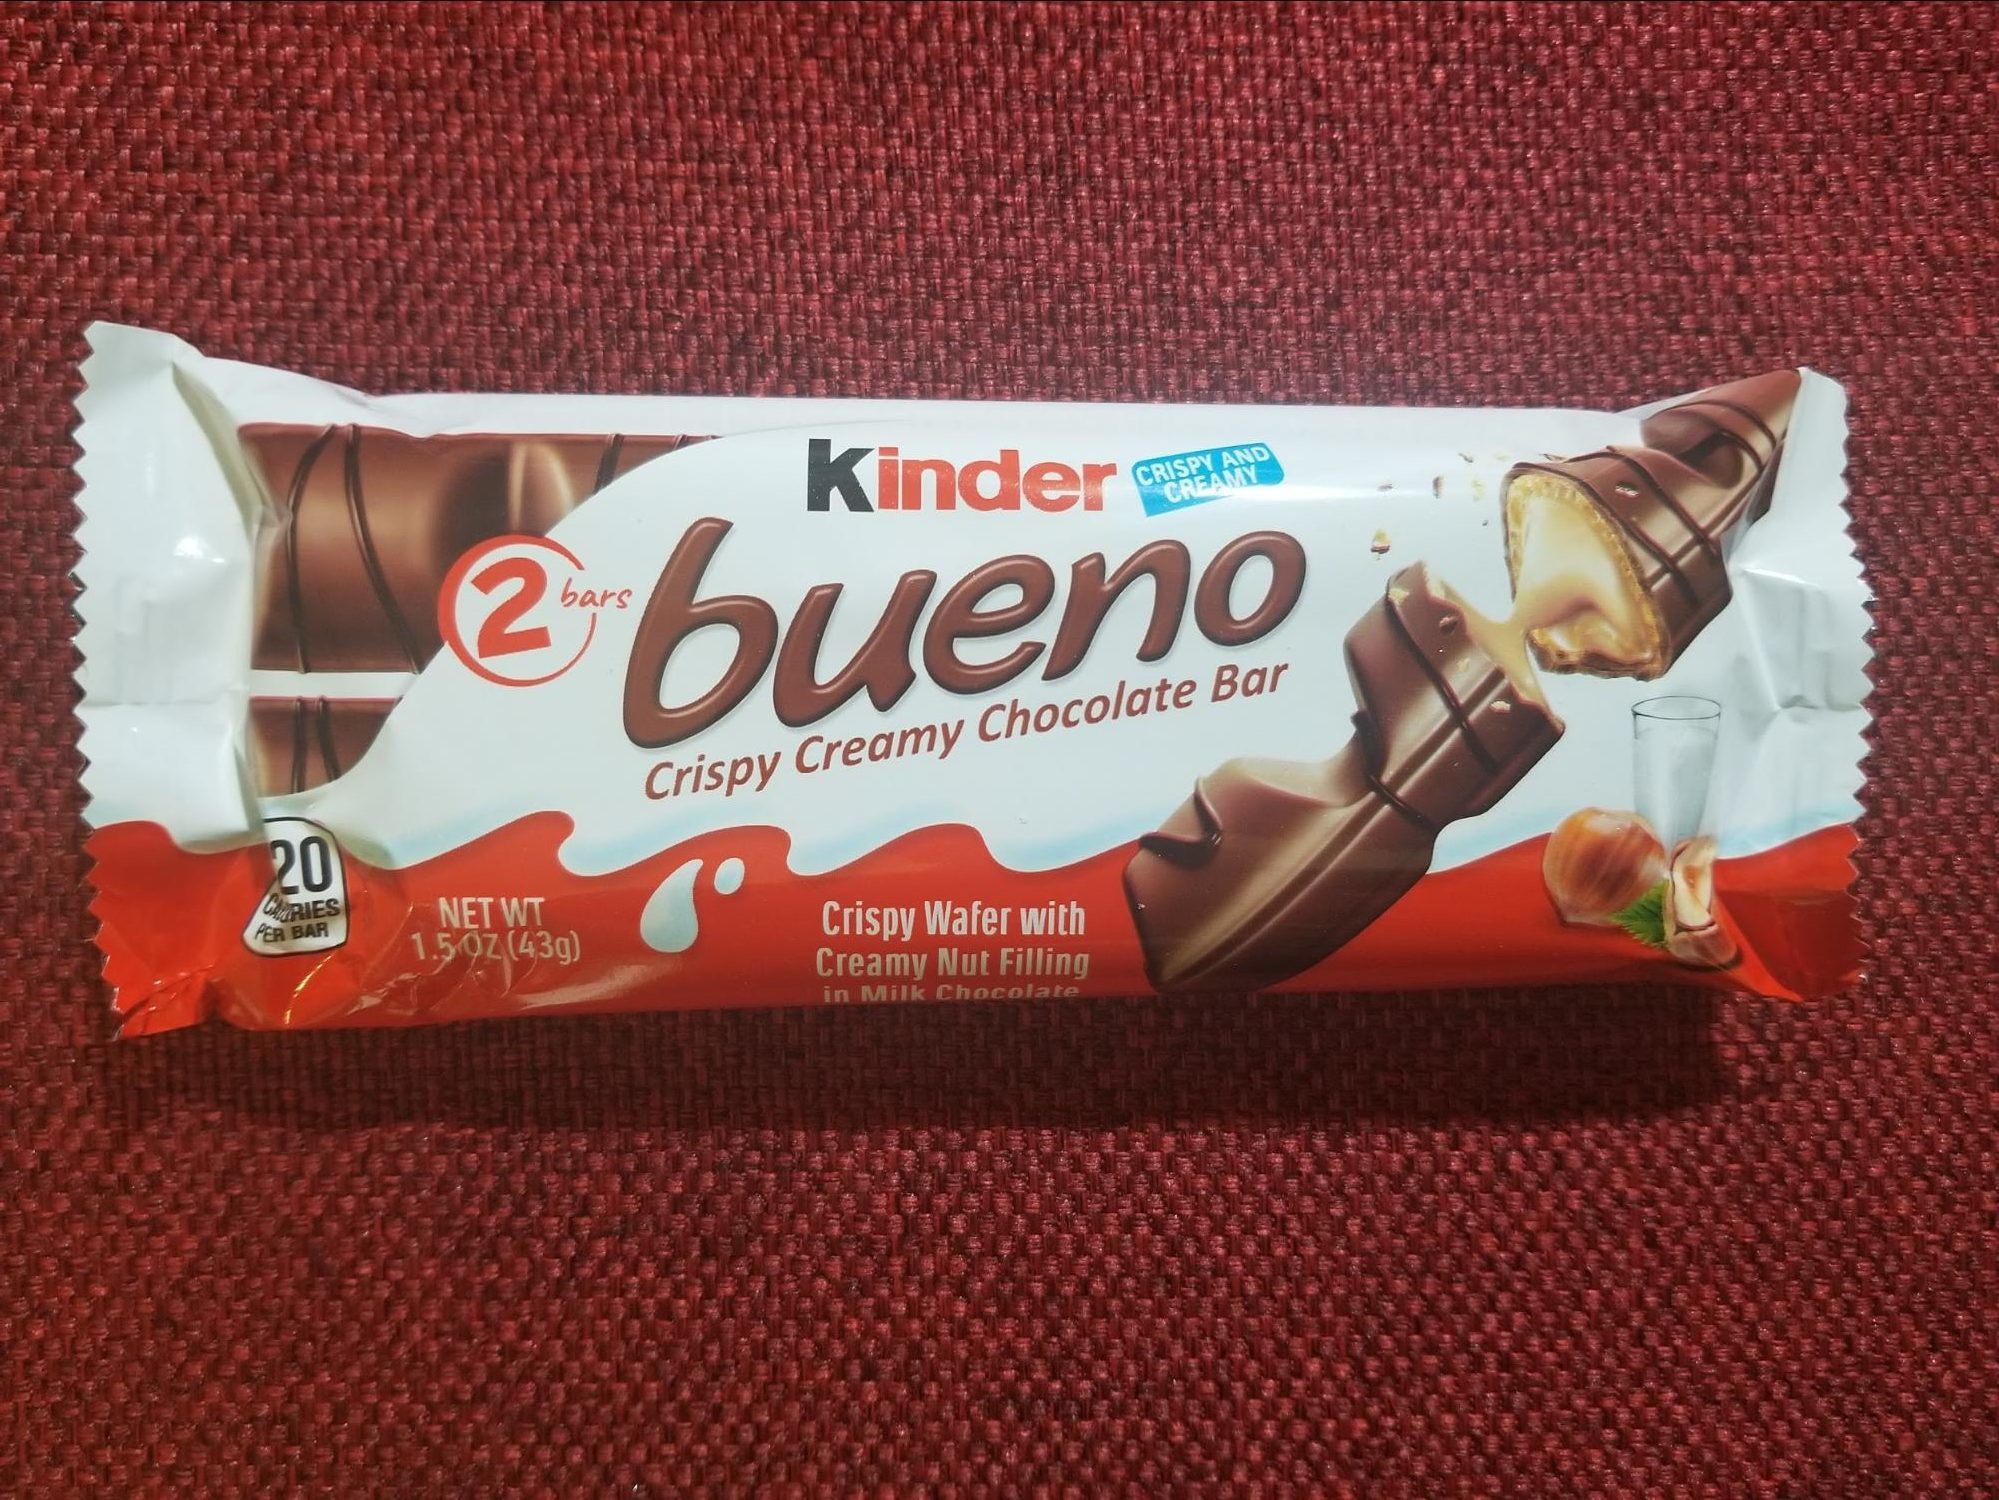 Kinder
CRISPY AND
CREAMY
2 bars
bueno
Crispy Creamy Chocolate Bar
20
CALORIES
PER BAR
NET WT
1.5 OZ (43g)
Crispy Wafer with
Creamy Nut Filling
in Milk Chocolate